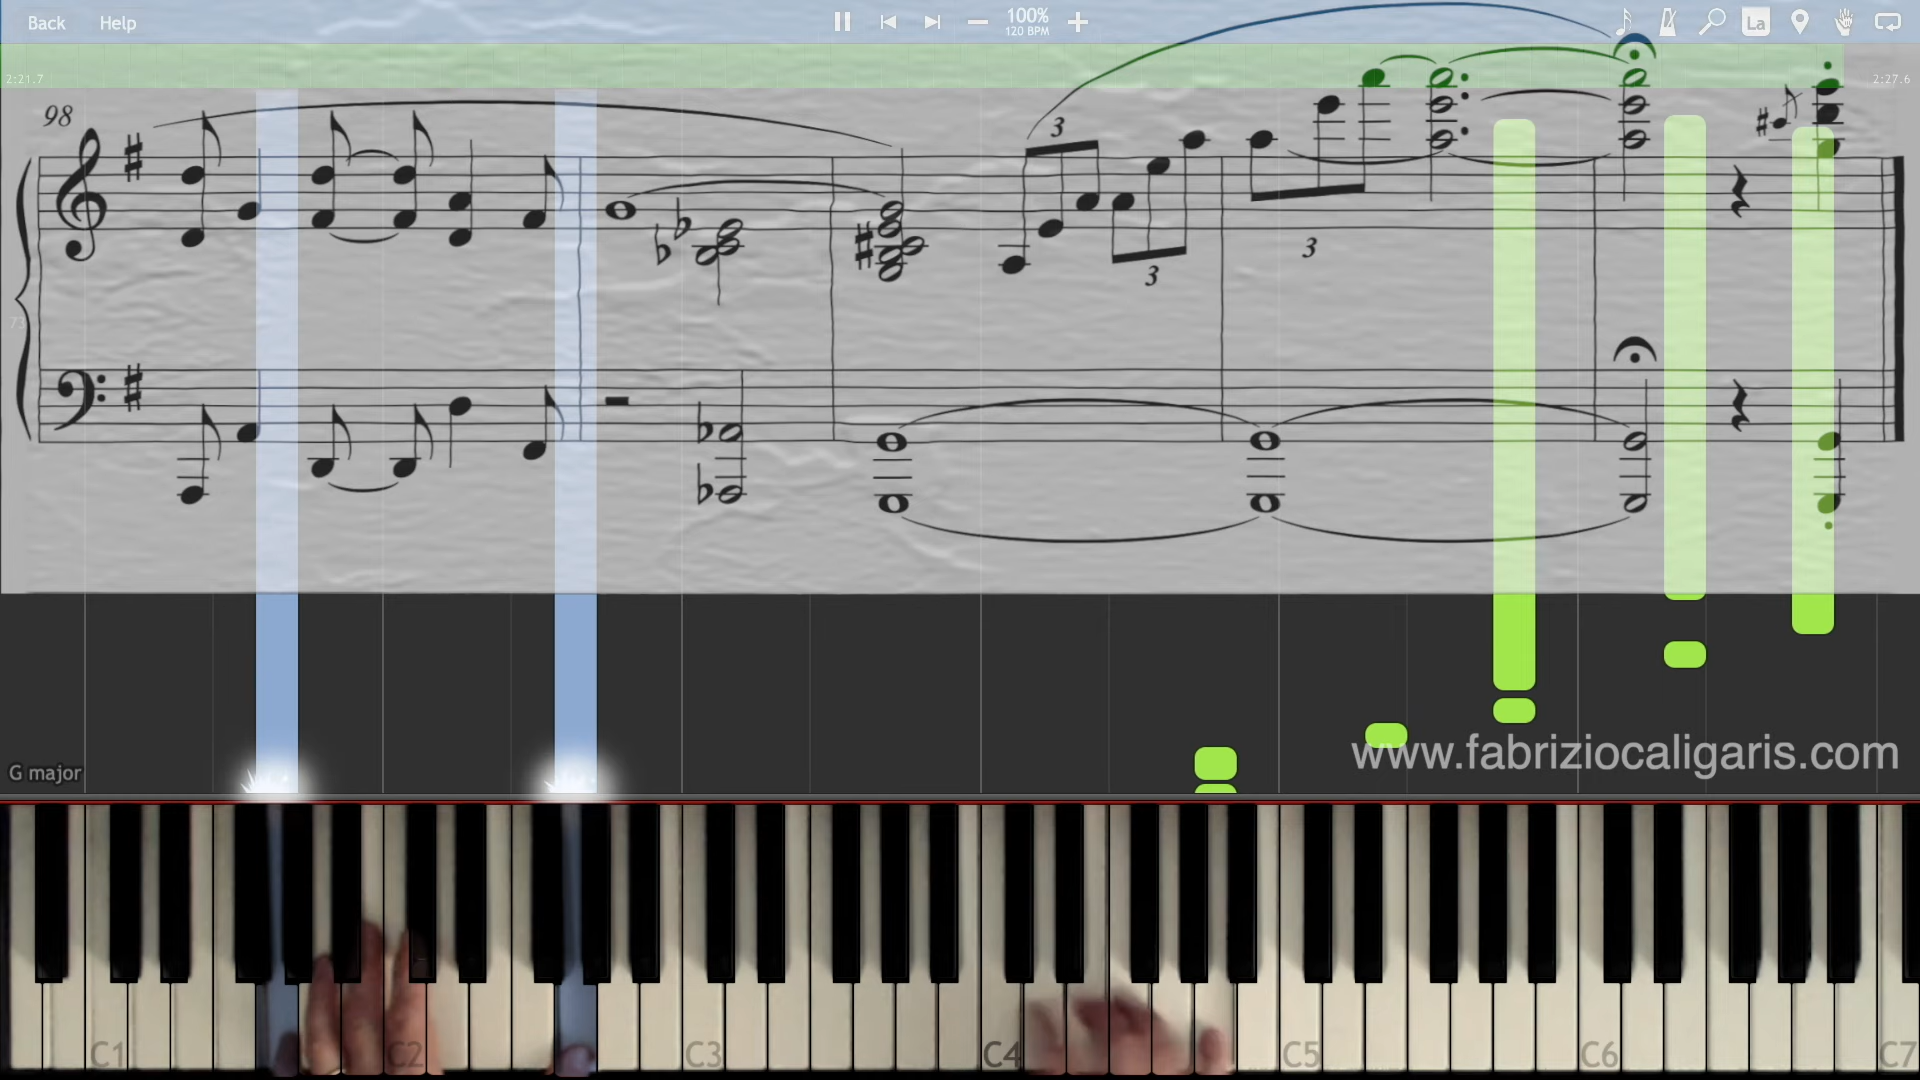 Back Help 100% La
120 BPM
2:21.7 2:27.6
98
3
3
3
73
www.fabriziocaligaris.com
G major
C1 C2 C3 C4 C5 C6 C7